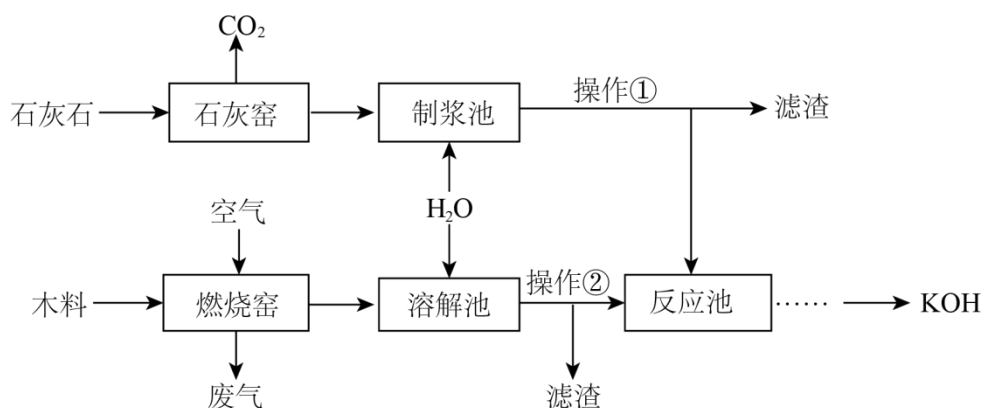 CO₂
石灰石
石灰窑
制浆池
操作①
滤渣
空气
H₂O
木料
燃烧窑
溶解池
操作②
反应池
……
KOH
废气
滤渣